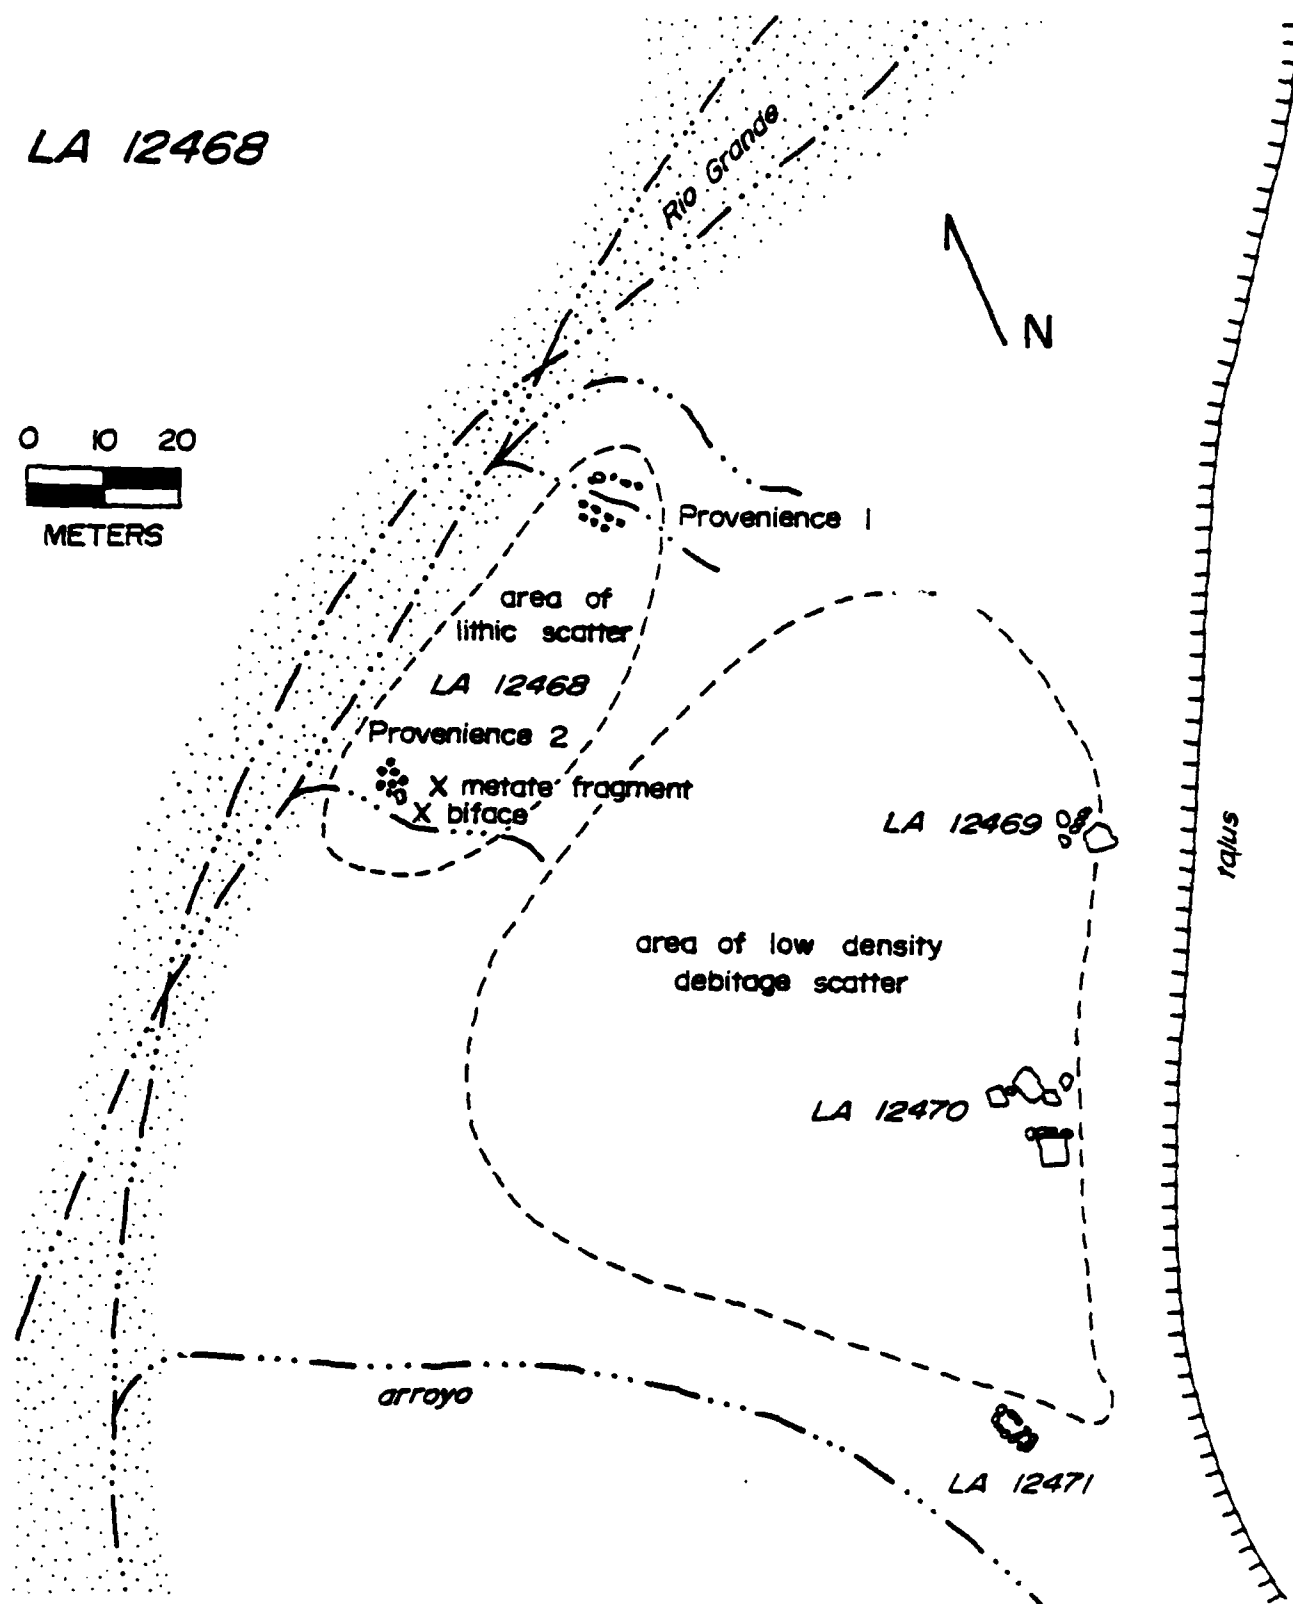 LA 12468
Rio Grande
N
0 10 20
METERS
Provenience 1
area of
lithic scatter
LA 12468
Provenience 2
X metate fragment
X biface
LA 12469
talus
area of low density
debitage scatter
LA 12470
arroyo
LA 12471